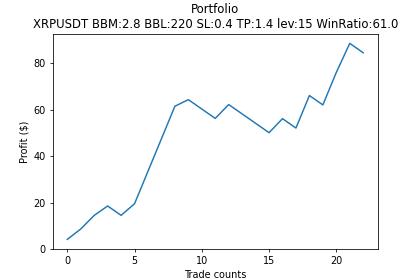 Portfolio
XRPUSDT BBM:2.8 BBL:220 SL:0.4 TP:1.4 lev:15 WinRatio:61.0
80
60
40
20
0
Profit ($)
0 5 10 15 20
Trade counts